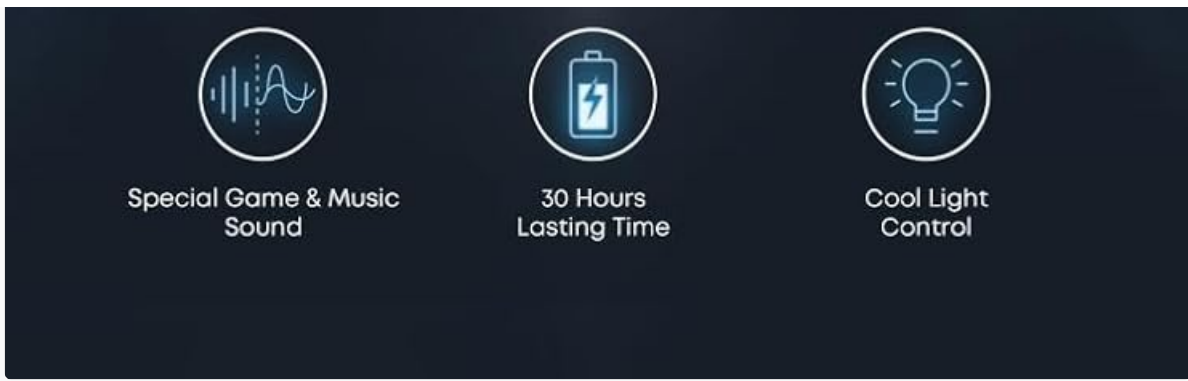 Special Game & Music
Sound
30 Hours
Lasting Time
Cool Light
Control